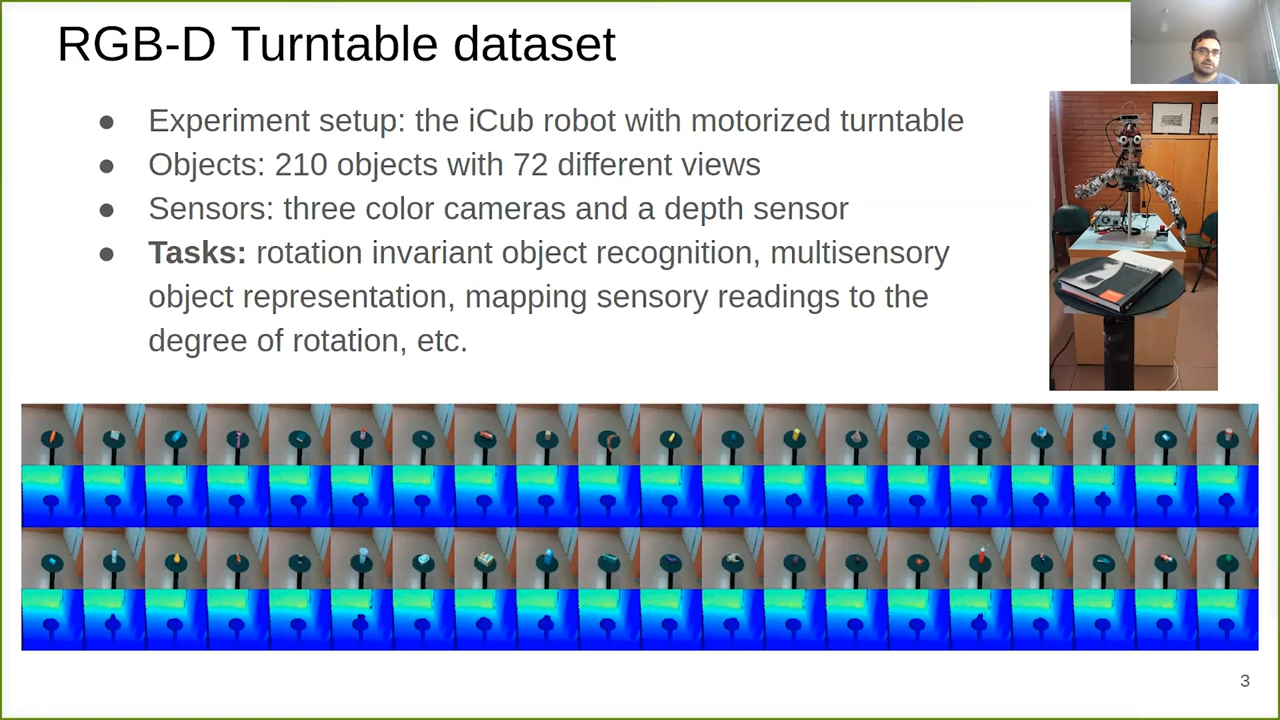 RGB-D Turntable dataset
● Experiment setup: the iCub robot with motorized turntable
● Objects: 210 objects with 72 different views
● Sensors: three color cameras and a depth sensor
● Tasks: rotation invariant object recognition, multisensory
object representation, mapping sensory readings to the
degree of rotation, etc.
3